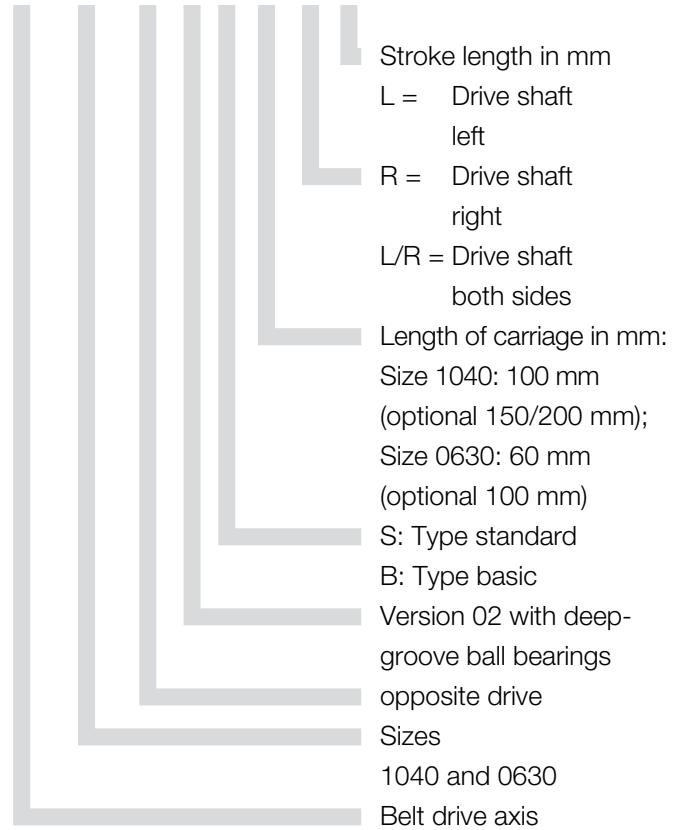 Stroke length in mm
L = Drive shaft
left
R = Drive shaft
right
L/R = Drive shaft
both sides
Length of carriage in mm:
Size 1040: 100 mm
(optional 150/200 mm);
Size 0630: 60 mm
(optional 100 mm)
S: Type standard
B: Type basic
Version 02 with deep-
groove ball bearings
opposite drive
Sizes
1040 and 0630
Belt drive axis